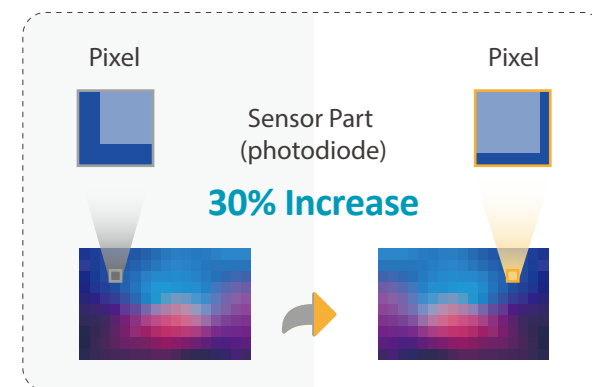 Pixel
Pixel
Sensor Part
(photodiode)
30% Increase